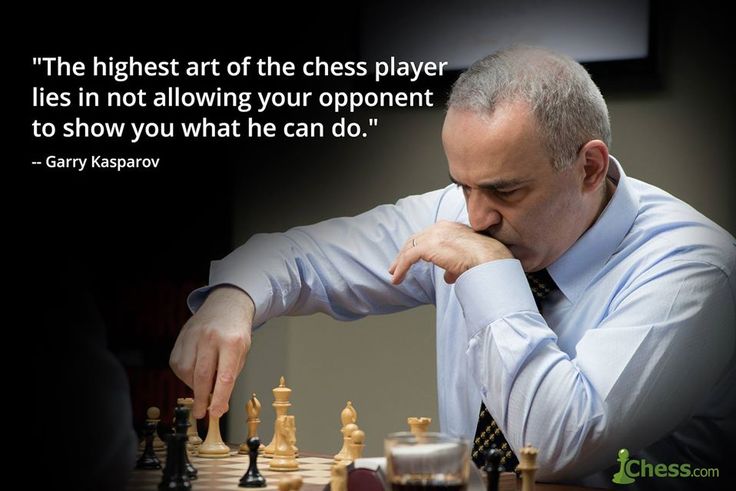 "The highest art of the chess player
lies in not allowing your opponent
to show you what he can do."
-- Garry Kasparov
Chess.com